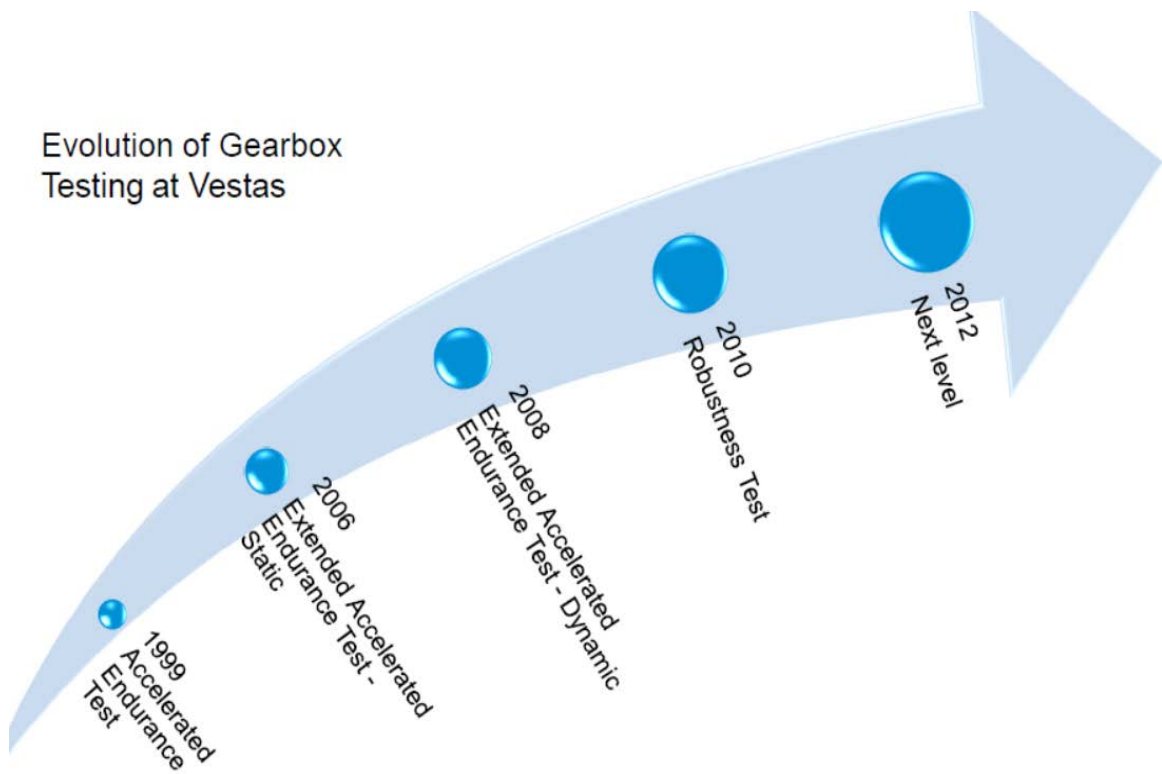 Evolution of Gearbox
Testing at Vestas
1999
Accelerated
Endurance
Test
2006
Extended Accelerated
Endurance Test -
Static
2008
Extended Accelerated
Endurance Test - Dynamic
2010
Robustness Test
2012
Next level